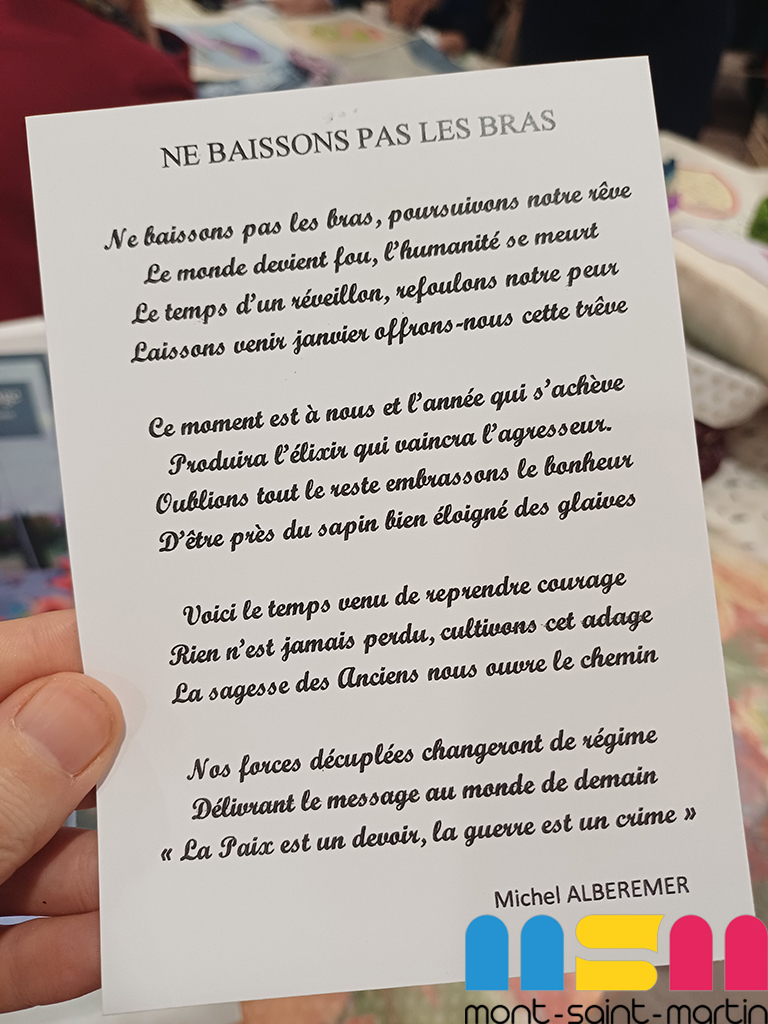 NE BAISSONS PAS LES BRAS
Ne baissons pas les bras, poursuivons notre rêve
Le monde devient fou, l'humanité se meurt
Le temps d'un réveillon, refoulons notre peur
Laissons venir janvier offrons-nous cette trêve
Ce moment est à nous et l'année qui s'achève
Produira l'élixir qui vaincra l'agresseur.
Oublions tout le reste embrassons le bonheur
D'être près du sapin bien éloigné des glaives
Voici le temps venu de reprendre courage
Rien n'est jamais perdu, cultivons cet adage
La sagesse des Anciens nous ouvre le chemin
Nos forces décuplées changeront de régime
Délivrant le message au monde de demain
« La Paix est un devoir, la guerre est un crime »
Michel ALBEREMER
msm
mont-saint-martin